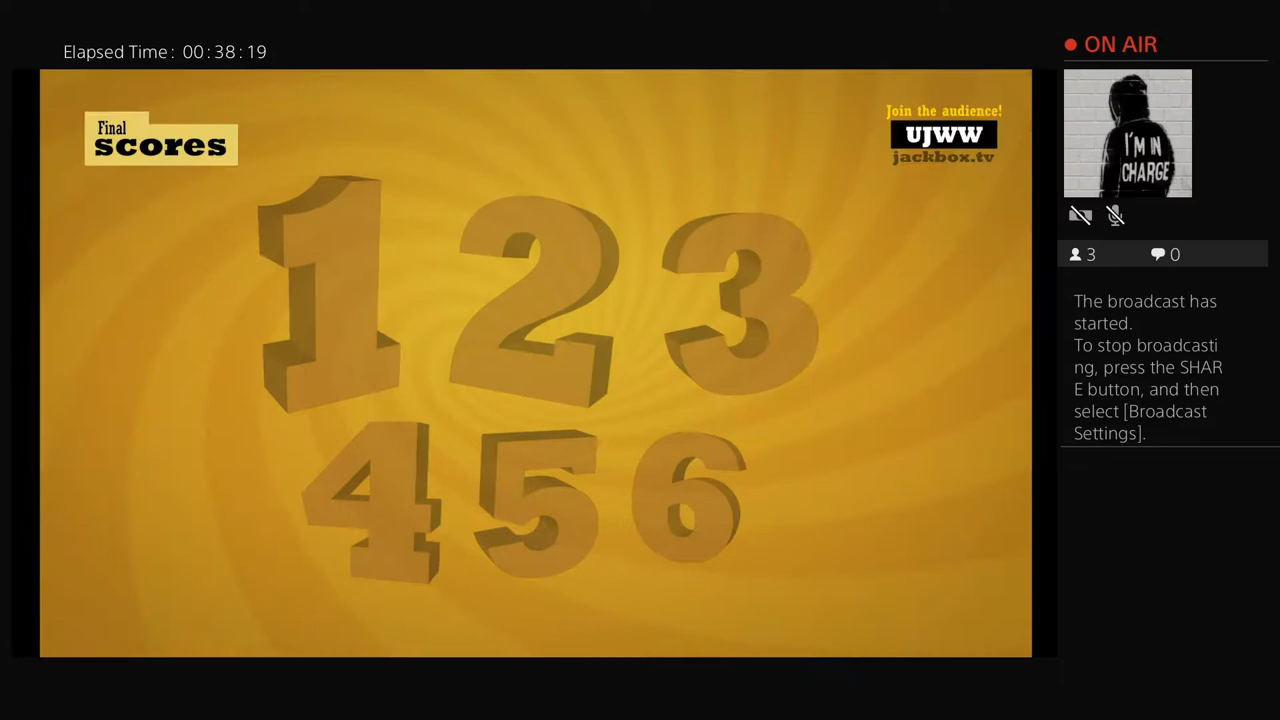 Elapsed Time: 00:38:19
ON AIR
Final
scores
Join the audience!
UJWW
jackbox.tv
I'M IN
CHARGE
1 2 3
4 5 6
3 0
The broadcast has
started.
To stop broadcasti
ng, press the SHAR
E button, and then
select [Broadcast
Settings].